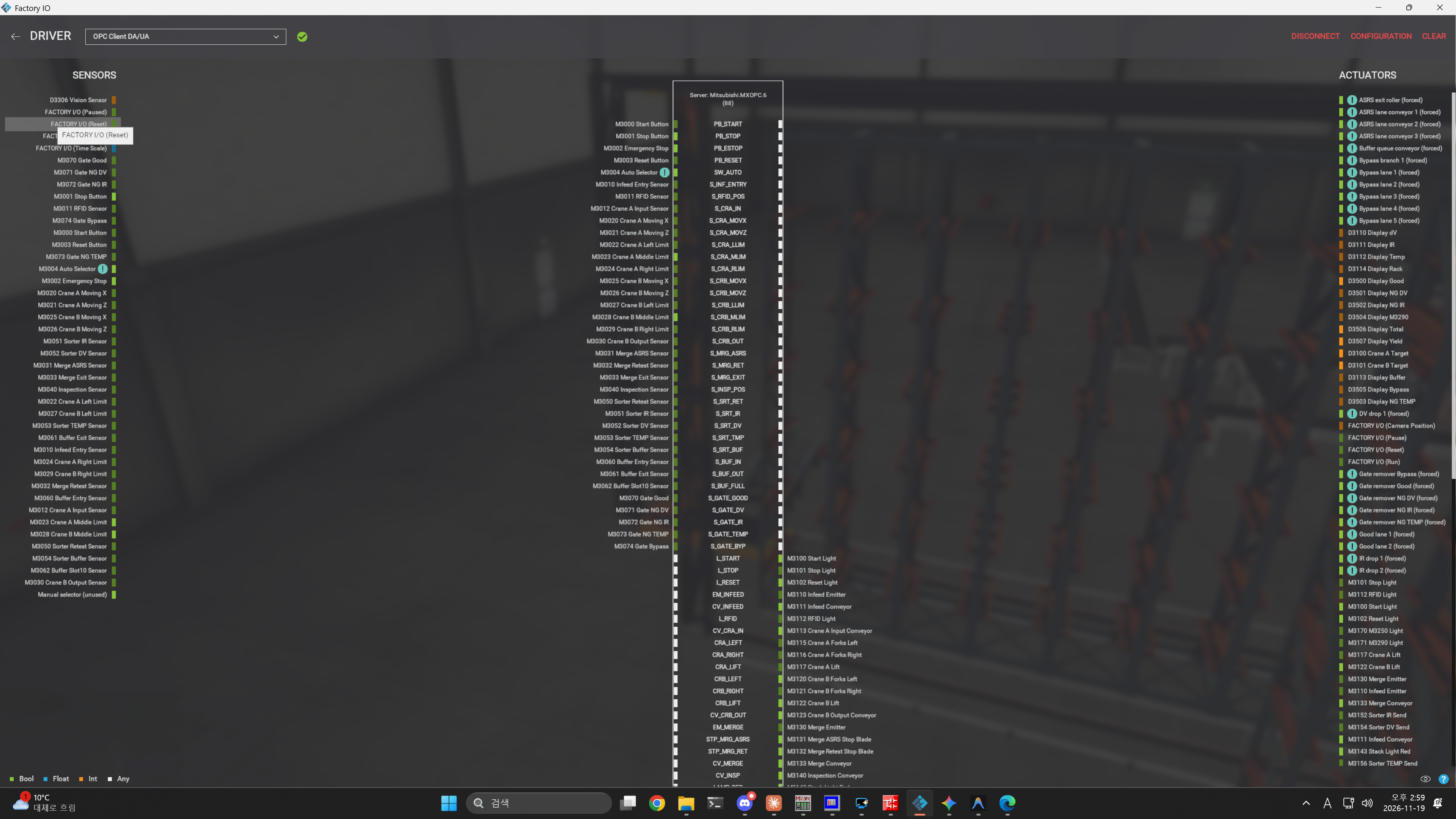 Factory IO
DRIVER
OPC Client DA/UA
DISCONNECT
CONFIGURATION
CLEAR
SENSORS
D3306 Vision Sensor
FACTORY I/O (Paused)
FACTORY I/O (Reset)
FACT
FACTORY I/O (Reset)
FACTORY I/O (Time Scale)
M3070 Gate Good
M3071 Gate NG DV
M3072 Gate NG IR
M3001 Stop Button
M3011 RFID Sensor
M3074 Gate Bypass
M3000 Start Button
M3003 Reset Button
M3073 Gate NG TEMP
M3004 Auto Selector
M3002 Emergency Stop
M3020 Crane A Moving X
M3021 Crane A Moving Z
M3025 Crane B Moving X
M3026 Crane B Moving Z
M3051 Sorter IR Sensor
M3052 Sorter DV Sensor
M3031 Merge ASRS Sensor
M3033 Merge Exit Sensor
M3040 Inspection Sensor
M3022 Crane A Left Limit
M3027 Crane B Left Limit
M3053 Sorter TEMP Sensor
M3061 Buffer Exit Sensor
M3010 Infeed Entry Sensor
M3024 Crane A Right Limit
M3029 Crane B Right Limit
M3032 Merge Retest Sensor
M3060 Buffer Entry Sensor
M3012 Crane A Input Sensor
M3023 Crane A Middle Limit
M3028 Crane B Middle Limit
M3050 Sorter Retest Sensor
M3054 Sorter Buffer Sensor
M3062 Buffer Slot10 Sensor
M3030 Crane B Output Sensor
Manual selector (unused)
Server: Mitsubishi.MXOPC.6
(88)
M3000 Start Button PB_START
M3001 Stop Button PB_STOP
M3002 Emergency Stop PB_ESTOP
M3003 Reset Button PB_RESET
M3004 Auto Selector SW_AUTO
M3010 Infeed Entry Sensor S_INF_ENTRY
M3011 RFID Sensor S_RFID_POS
M3012 Crane A Input Sensor S_CRA_IN
M3020 Crane A Moving X S_CRA_MOVX
M3021 Crane A Moving Z S_CRA_MOVZ
M3022 Crane A Left Limit S_CRA_LLIM
M3023 Crane A Middle Limit S_CRA_MLIM
M3024 Crane A Right Limit S_CRA_RLIM
M3025 Crane B Moving X S_CRB_MOVX
M3026 Crane B Moving Z S_CRB_MOVZ
M3027 Crane B Left Limit S_CRB_LLIM
M3028 Crane B Middle Limit S_CRB_MLIM
M3029 Crane B Right Limit S_CRB_RLIM
M3030 Crane B Output Sensor S_CRB_OUT
M3031 Merge ASRS Sensor S_MRG_ASRS
M3032 Merge Retest Sensor S_MRG_RET
M3033 Merge Exit Sensor S_MRG_EXIT
M3040 Inspection Sensor S_INSP_POS
M3050 Sorter Retest Sensor S_SRT_RET
M3051 Sorter IR Sensor S_SRT_IR
M3052 Sorter DV Sensor S_SRT_DV
M3053 Sorter TEMP Sensor S_SRT_TMP
M3054 Sorter Buffer Sensor S_SRT_BUF
M3060 Buffer Entry Sensor S_BUF_IN
M3061 Buffer Exit Sensor S_BUF_OUT
M3062 Buffer Slot10 Sensor S_BUF_FULL
M3070 Gate Good S_GATE_GOOD
M3071 Gate NG DV S_GATE_DV
M3072 Gate NG IR S_GATE_IR
M3073 Gate NG TEMP S_GATE_TEMP
M3074 Gate Bypass S_GATE_BYP
L_START M3100 Start Light
L_STOP M3101 Stop Light
L_RESET M3102 Reset Light
EM_INFEED M3110 Infeed Emitter
CV_INFEED M3111 Infeed Conveyor
L_RFID M3112 RFID Light
CV_CRA_IN M3113 Crane A Input Conveyor
CRA_LEFT M3115 Crane A Forks Left
CRA_RIGHT M3116 Crane A Forks Right
CRA_LIFT M3117 Crane A Lift
CRB_LEFT M3120 Crane B Forks Left
CRB_RIGHT M3121 Crane B Forks Right
CRB_LIFT M3122 Crane B Lift
CV_CRB_OUT M3123 Crane B Output Conveyor
EM_MERGE M3130 Merge Emitter
STP_MRG_ASRS M3131 Merge ASRS Stop Blade
STP_MRG_RET M3132 Merge Retest Stop Blade
CV_MERGE M3133 Merge Conveyor
CV_INSP M3140 Inspection Conveyor
ACTUATORS
ASRS exit roller (forced)
ASRS lane conveyor 1 (forced)
ASRS lane conveyor 2 (forced)
ASRS lane conveyor 3 (forced)
Buffer queue conveyor (forced)
Bypass branch 1 (forced)
Bypass lane 1 (forced)
Bypass lane 2 (forced)
Bypass lane 3 (forced)
Bypass lane 4 (forced)
Bypass lane 5 (forced)
D3110 Display dV
D3111 Display IR
D3112 Display Temp
D3114 Display Rack
D3500 Display Good
D3501 Display NG DV
D3502 Display NG IR
D3504 Display M3290
D3506 Display Total
D3507 Display Yield
D3100 Crane A Target
D3101 Crane B Target
D3113 Display Buffer
D3505 Display Bypass
D3503 Display NG TEMP
DV drop 1 (forced)
FACTORY I/O (Camera Position)
FACTORY I/O (Pause)
FACTORY I/O (Reset)
FACTORY I/O (Run)
Gate remover Bypass (forced)
Gate remover Good (forced)
Gate remover NG DV (forced)
Gate remover NG IR (forced)
Gate remover NG TEMP (forced)
Good lane 1 (forced)
Good lane 2 (forced)
IR drop 1 (forced)
IR drop 2 (forced)
M3101 Stop Light
M3112 RFID Light
M3100 Start Light
M3102 Reset Light
M3170 M3250 Light
M3171 M3290 Light
M3117 Crane A Lift
M3122 Crane B Lift
M3130 Merge Emitter
M3110 Infeed Emitter
M3133 Merge Conveyor
M3152 Sorter IR Send
M3154 Sorter DV Send
M3111 Infeed Conveyor
M3143 Stack Light Red
M3156 Sorter TEMP Send
Bool Float Int Any
1
10°C
대체로 흐림
검색
A
오후 2:59
2026-11-19